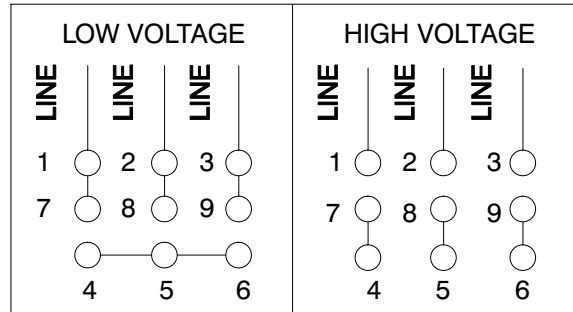 LOW VOLTAGE
LINE LINE LINE
1 2 3
7 8 9
4 5 6
HIGH VOLTAGE
LINE LINE LINE
1 2 3
7 8 9
4 5 6